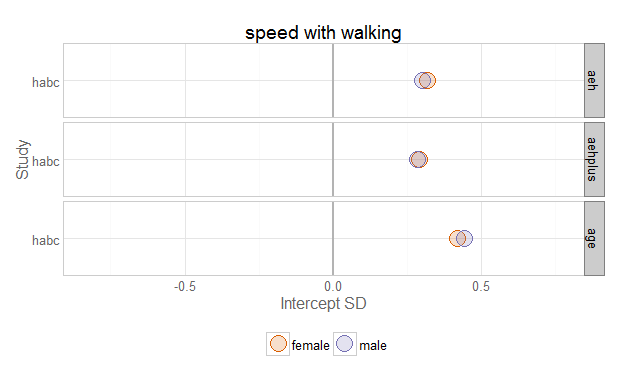 speed with walking
habc
aeh
Study
habc
aehplus
habc
age
-0.5 0.0 0.5
Intercept SD
female male